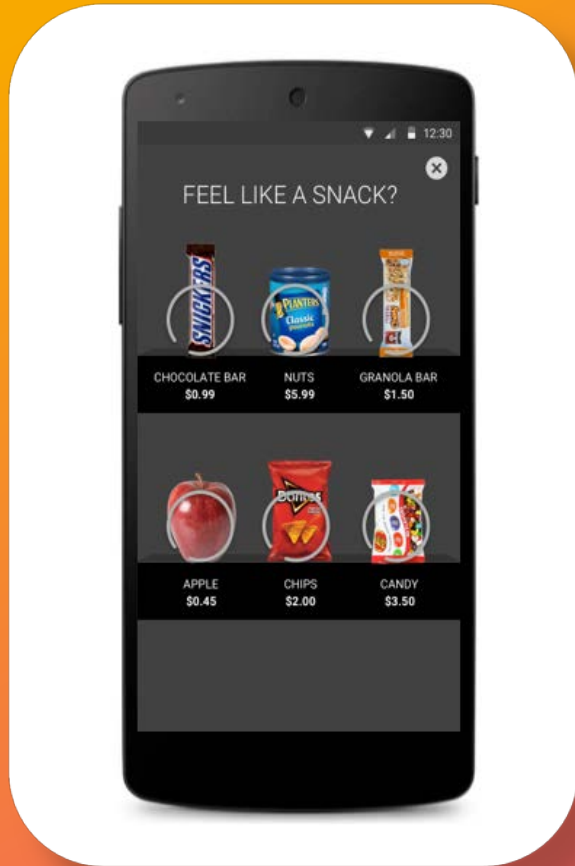 12:30
FEEL LIKE A SNACK?
SNICKERS
PLANTERS
Classic
peanuts
CHOCOLATE BAR
NUTS
GRANOLA BAR
$0.99
$5.99
$1.50
Doritos
APPLE
CHIPS
CANDY
$0.45
$2.00
$3.50